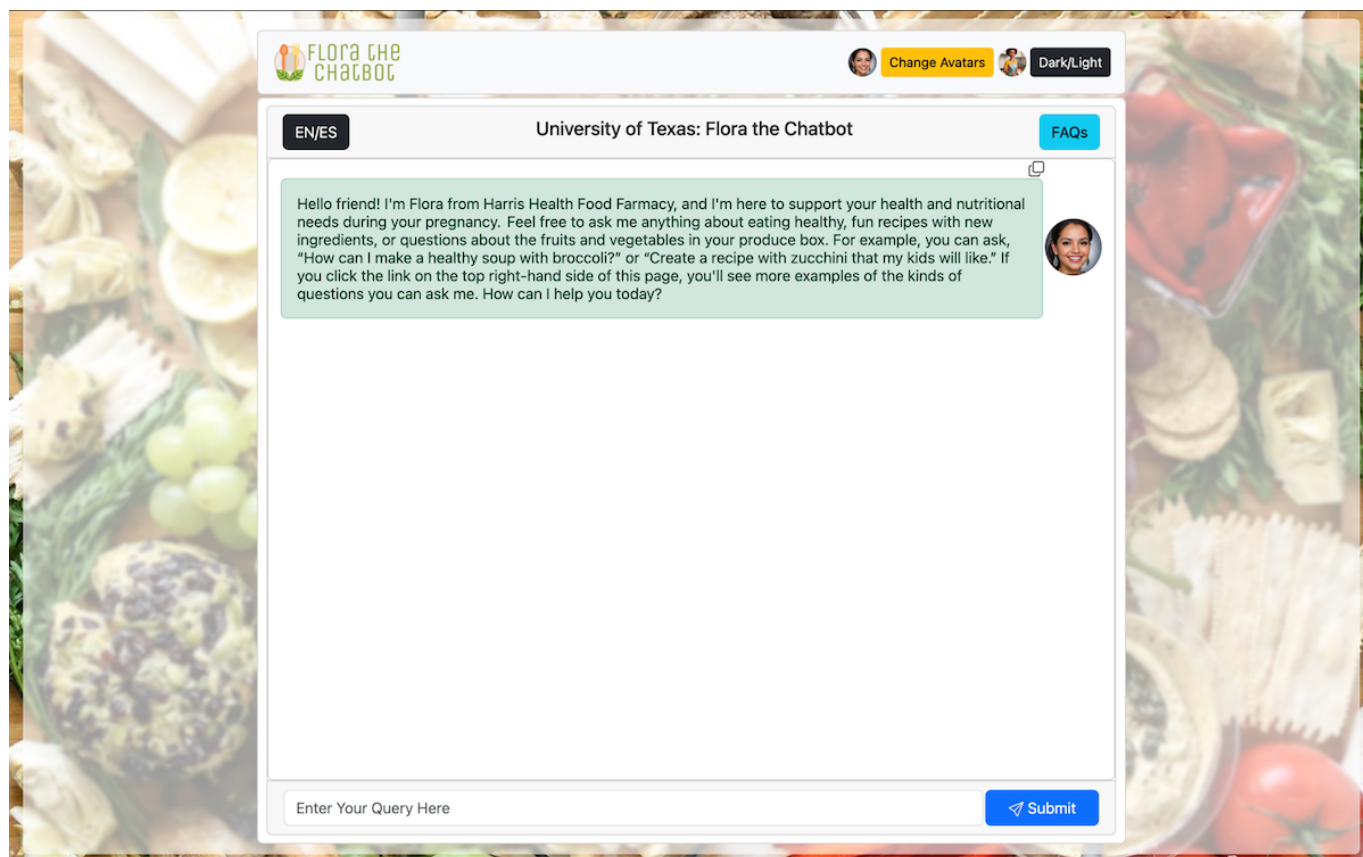 FLORA THE
CHATBOT
Change Avatars
Dark/Light
EN/ES
University of Texas: Flora the Chatbot
FAQs
Hello friend! I'm Flora from Harris Health Food Farmacy, and I'm here to support your health and nutritional
needs during your pregnancy. Feel free to ask me anything about eating healthy, fun recipes with new
ingredients, or questions about the fruits and vegetables in your produce box. For example, you can ask,
“How can I make a healthy soup with broccoli?” or “Create a recipe with zucchini that my kids will like.” If
you click the link on the top right-hand side of this page, you'll see more examples of the kinds of
questions you can ask me. How can I help you today?
Enter Your Query Here
Submit